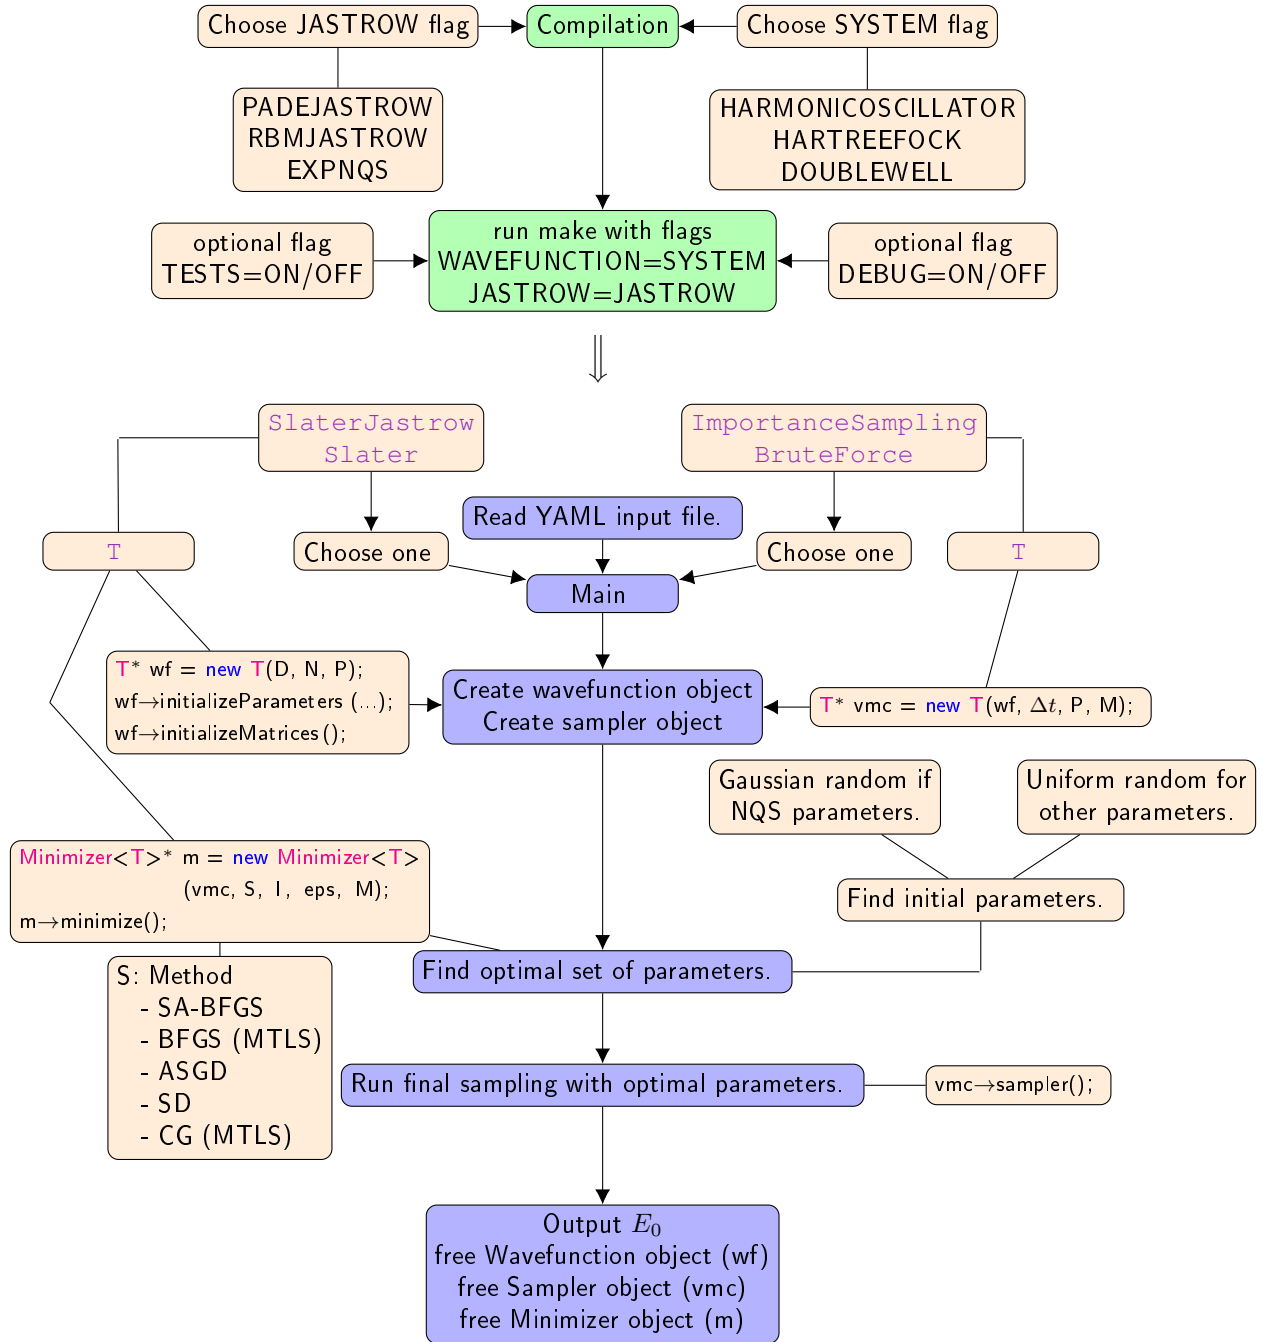 Choose JASTROW flag
Compilation
Choose SYSTEM flag
PADEJASTROW
RBMJASTROW
EXPNQS
HARMONICOSCILLATOR
HARTREEFOCK
DOUBLEWELL
optional flag
TESTS=ON/OFF
run make with flags
WAVEFUNCTION=SYSTEM
JASTROW=JASTROW
optional flag
DEBUG=ON/OFF
⇓
SlaterJastrow
Slater
ImportanceSampling
BruteForce
Read YAML input file.
T
Choose one
Choose one
T
Main
T* wf = new T(D, N, P);
wf→initializeParameters (...);
wf→initializeMatrices();
Create wavefunction object
Create sampler object
T* vmc = new T(wf, Δt, P, M);
Gaussian random if
NQS parameters.
Uniform random for
other parameters.
Minimizer<T>* m = new Minimizer<T>
(vmc, S, I, eps, M);
m→minimize();
Find initial parameters.
Find optimal set of parameters.
S: Method
- SA-BFGS
- BFGS (MTLS)
- ASGD
- SD
- CG (MTLS)
Run final sampling with optimal parameters.
vmc→sampler();
Output E₀
free Wavefunction object (wf)
free Sampler object (vmc)
free Minimizer object (m)